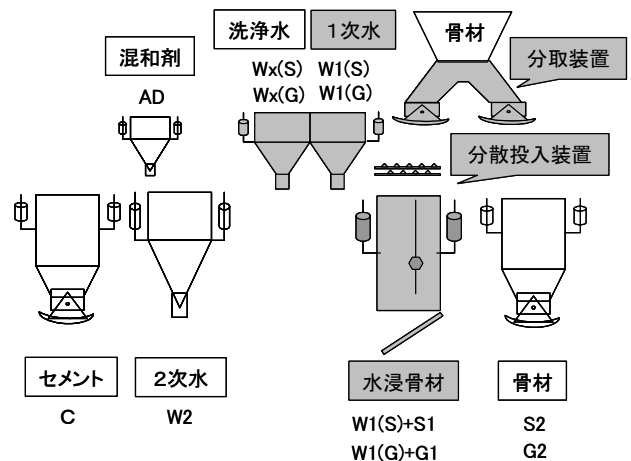 洗浄水
1次水
骨材
混和剤
Wx(S)
W1(S)
分取装置
Wx(G)
W1(G)
AD
分散投入装置
セメント
2次水
水浸骨材
骨材
C
W2
W1(S)+S1
S2
W1(G)+G1
G2